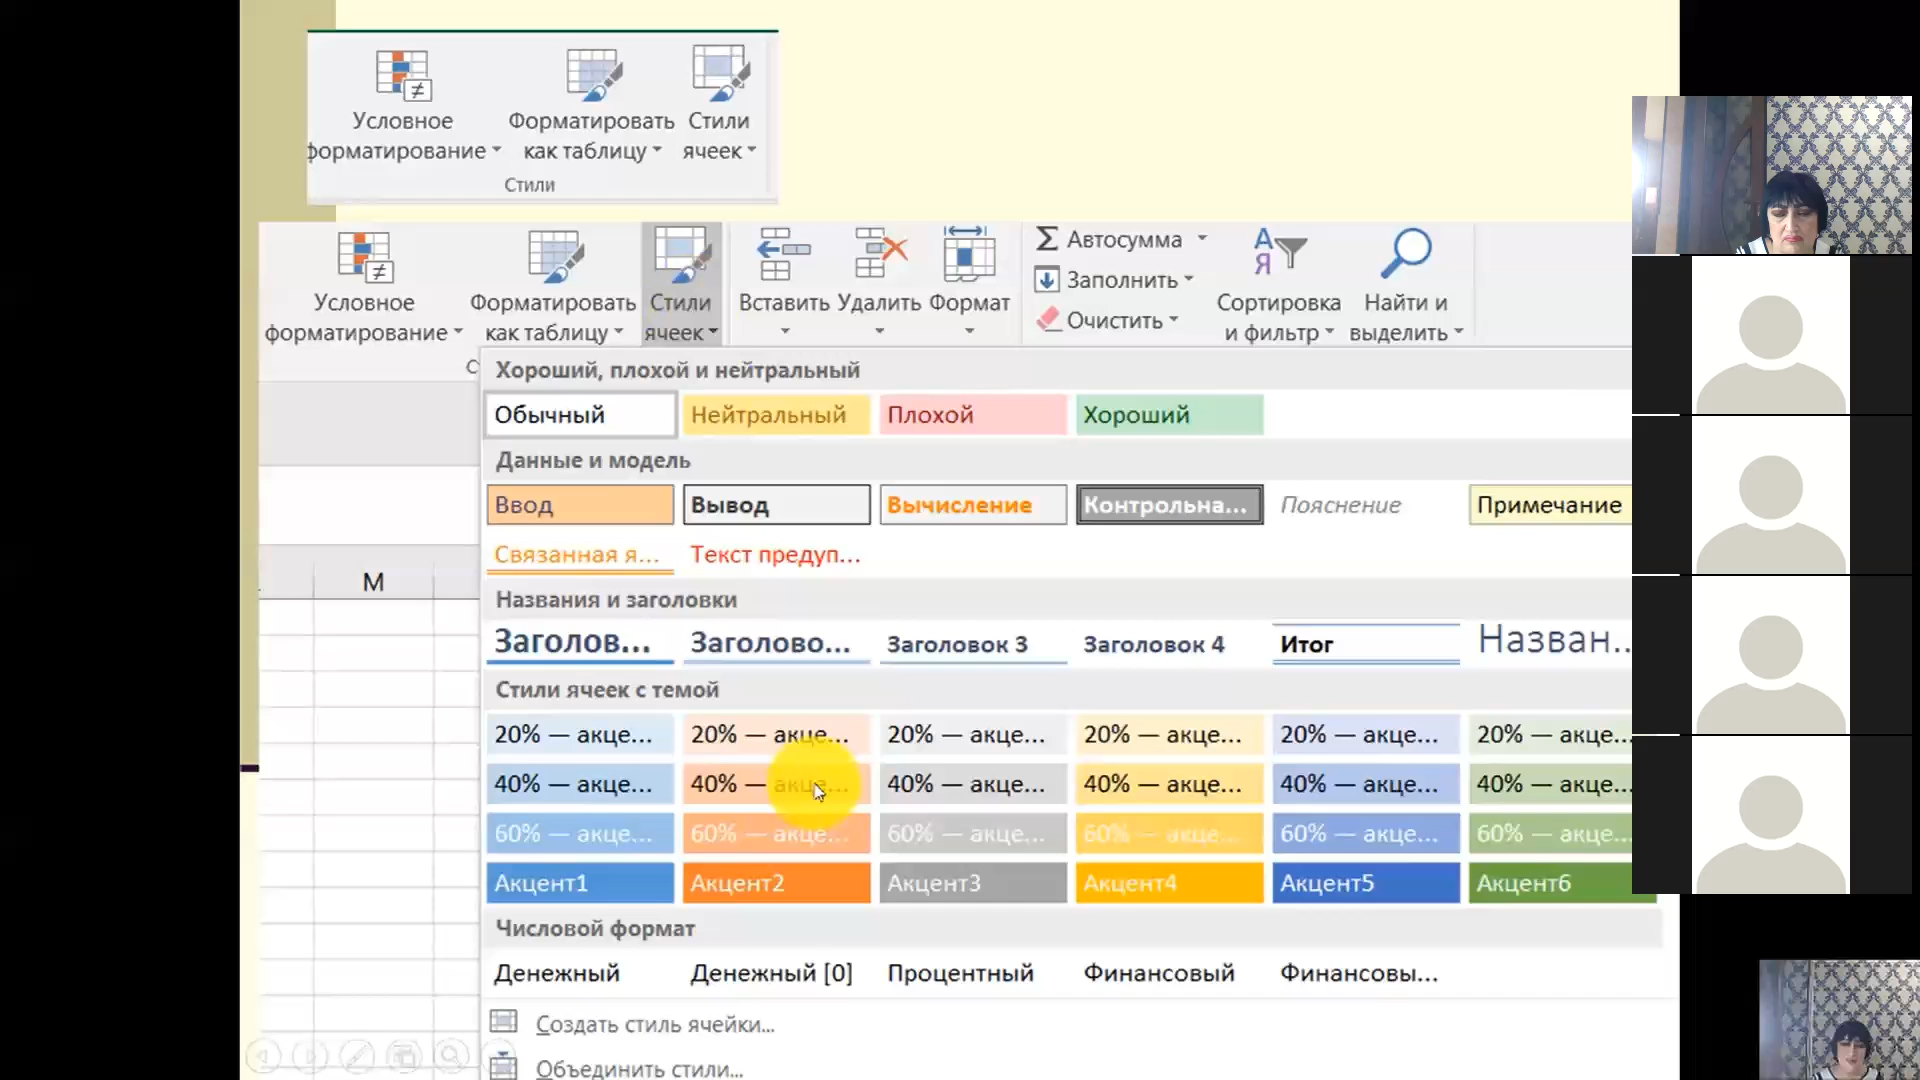 Условное форматирование
Форматировать как таблицу
Стили ячеек
Стили
Условное форматирование
Форматировать как таблицу
Стили ячеек
Вставить
Удалить
Формат
Автосумма
Заполнить
Очистить
Сортировка и фильтр
Найти и выделить
Хороший, плохой и нейтральный
Обычный Нейтральный Плохой Хороший
Данные и модель
Ввод Вывод Вычисление Контрольна... Пояснение Примечание
Связанная я... Текст предуп...
M
Названия и заголовки
Заголов... Заголово... Заголовок 3 Заголовок 4 Итог Назван...
Стили ячеек с темой
20% — акце... 20% — акце... 20% — акце... 20% — акце... 20% — акце... 20% — акце...
40% — акце... 40% — акце... 40% — акце... 40% — акце... 40% — акце... 40% — акце...
60% — акце... 60% — акце... 60% — акце... 60% — акце... 60% — акце... 60% — акце...
Акцент1 Акцент2 Акцент3 Акцент4 Акцент5 Акцент6
Числовой формат
Денежный Денежный [0] Процентный Финансовый Финансовы...
Создать стиль ячейки...
Объединить стили...